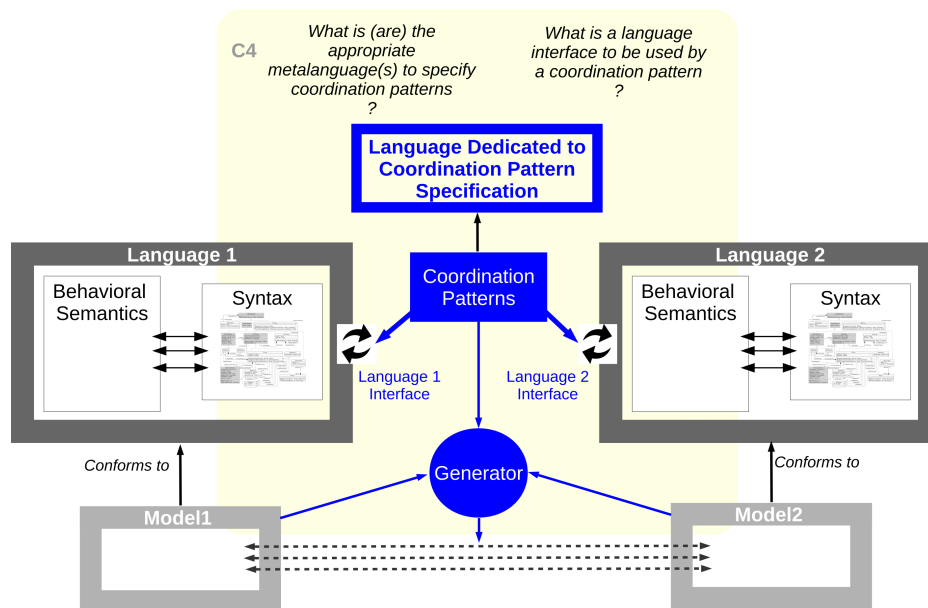 C4
What is (are) the
appropriate
metalanguage(s) to specify
coordination patterns
?
What is a language
interface to be used by
a coordination pattern
?
Language Dedicated to
Coordination Pattern
Specification
Language 1
Behavioral
Semantics
Syntax
Coordination
Patterns
Language 2
Behavioral
Semantics
Syntax
Language 1
Interface
Language 2
Interface
Conforms to
Generator
Conforms to
Model1
Model2